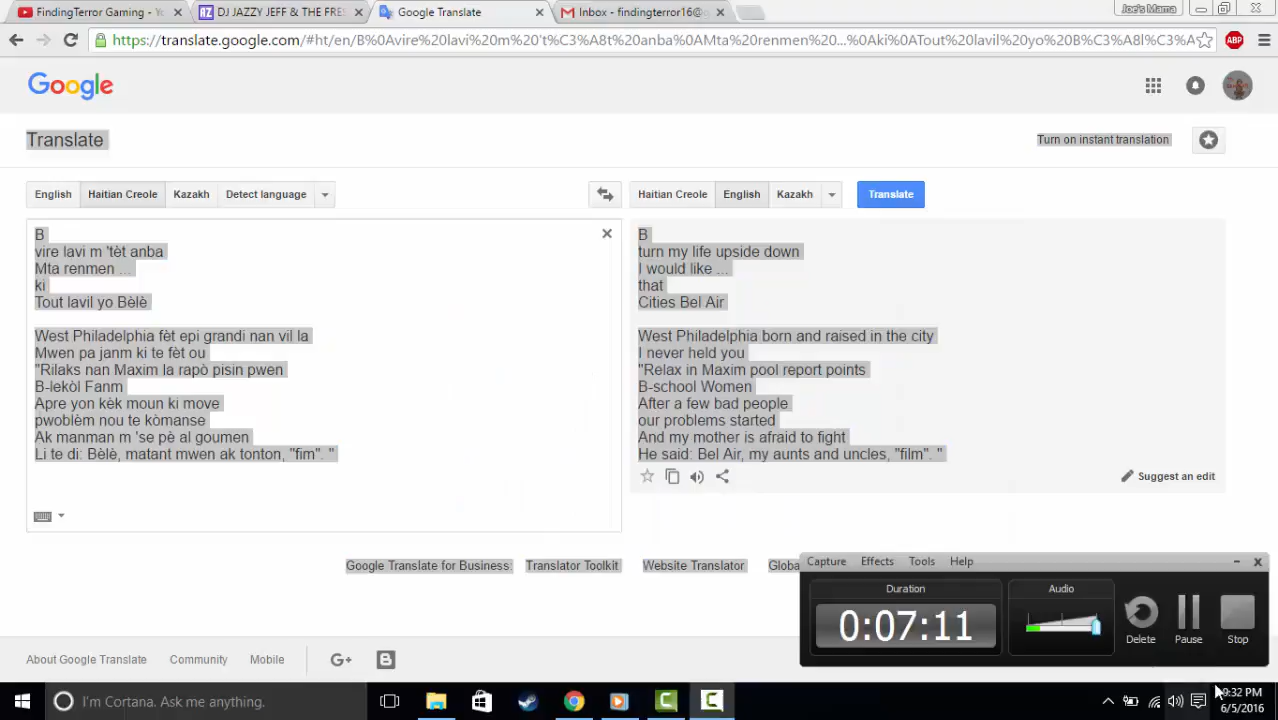 FindingTerror Gaming - Yo
DJ JAZZY JEFF & THE FRES
Google Translate
Inbox - findingterror16@g
Joe's Mama
https://translate.google.com/#ht/en/B%0Avire%20lavi%20m%20't%C3%A8t%20anba%0AMta%20renmen%20...%0Aki%0ATout%20lavil%20yo%20B%C3%A8l%C3%A
ABP
Google
Translate
Turn on instant translation
English Haitian Creole Kazakh Detect language
Haitian Creole English Kazakh Translate
B
vire lavi m 'tèt anba
Mta renmen ...
ki
Tout lavil yo Bèlè
West Philadelphia fèt epi grandi nan vil la
Mwen pa janm ki te fèt ou
"Rilaks nan Maxim la rapò pisin pwen
B-lekòl Fanm
Apre yon kèk moun ki move
pwoblèm nou te kòmanse
Ak manman m 'se pè al goumen
Li te di: Bèlè, matant mwen ak tonton, "fim". "
B
turn my life upside down
I would like ...
that
Cities Bel Air
West Philadelphia born and raised in the city
I never held you
"Relax in Maxim pool report points
B-school Women
After a few bad people
our problems started
And my mother is afraid to fight
He said: Bel Air, my aunts and uncles, "film". "
Suggest an edit
Google Translate for Business: Translator Toolkit Website Translator Globa
Capture Effects Tools Help
Duration
0:07:11
Audio
Delete Pause Stop
About Google Translate Community Mobile G+
I'm Cortana. Ask me anything.
:32 PM
6/5/2016